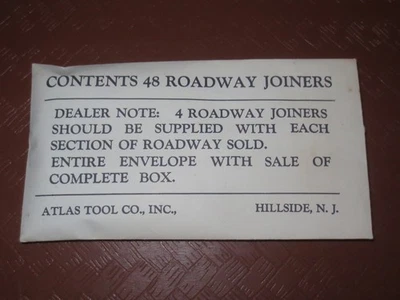 CONTENTS 48 ROADWAY JOINERS
DEALER NOTE: 4 ROADWAY JOINERS
SHOULD BE SUPPLIED WITH EACH
SECTION OF ROADWAY SOLD.
ENTIRE ENVELOPE WITH SALE OF
COMPLETE BOX.
ATLAS TOOL CO., INC., HILLSIDE, N. J.